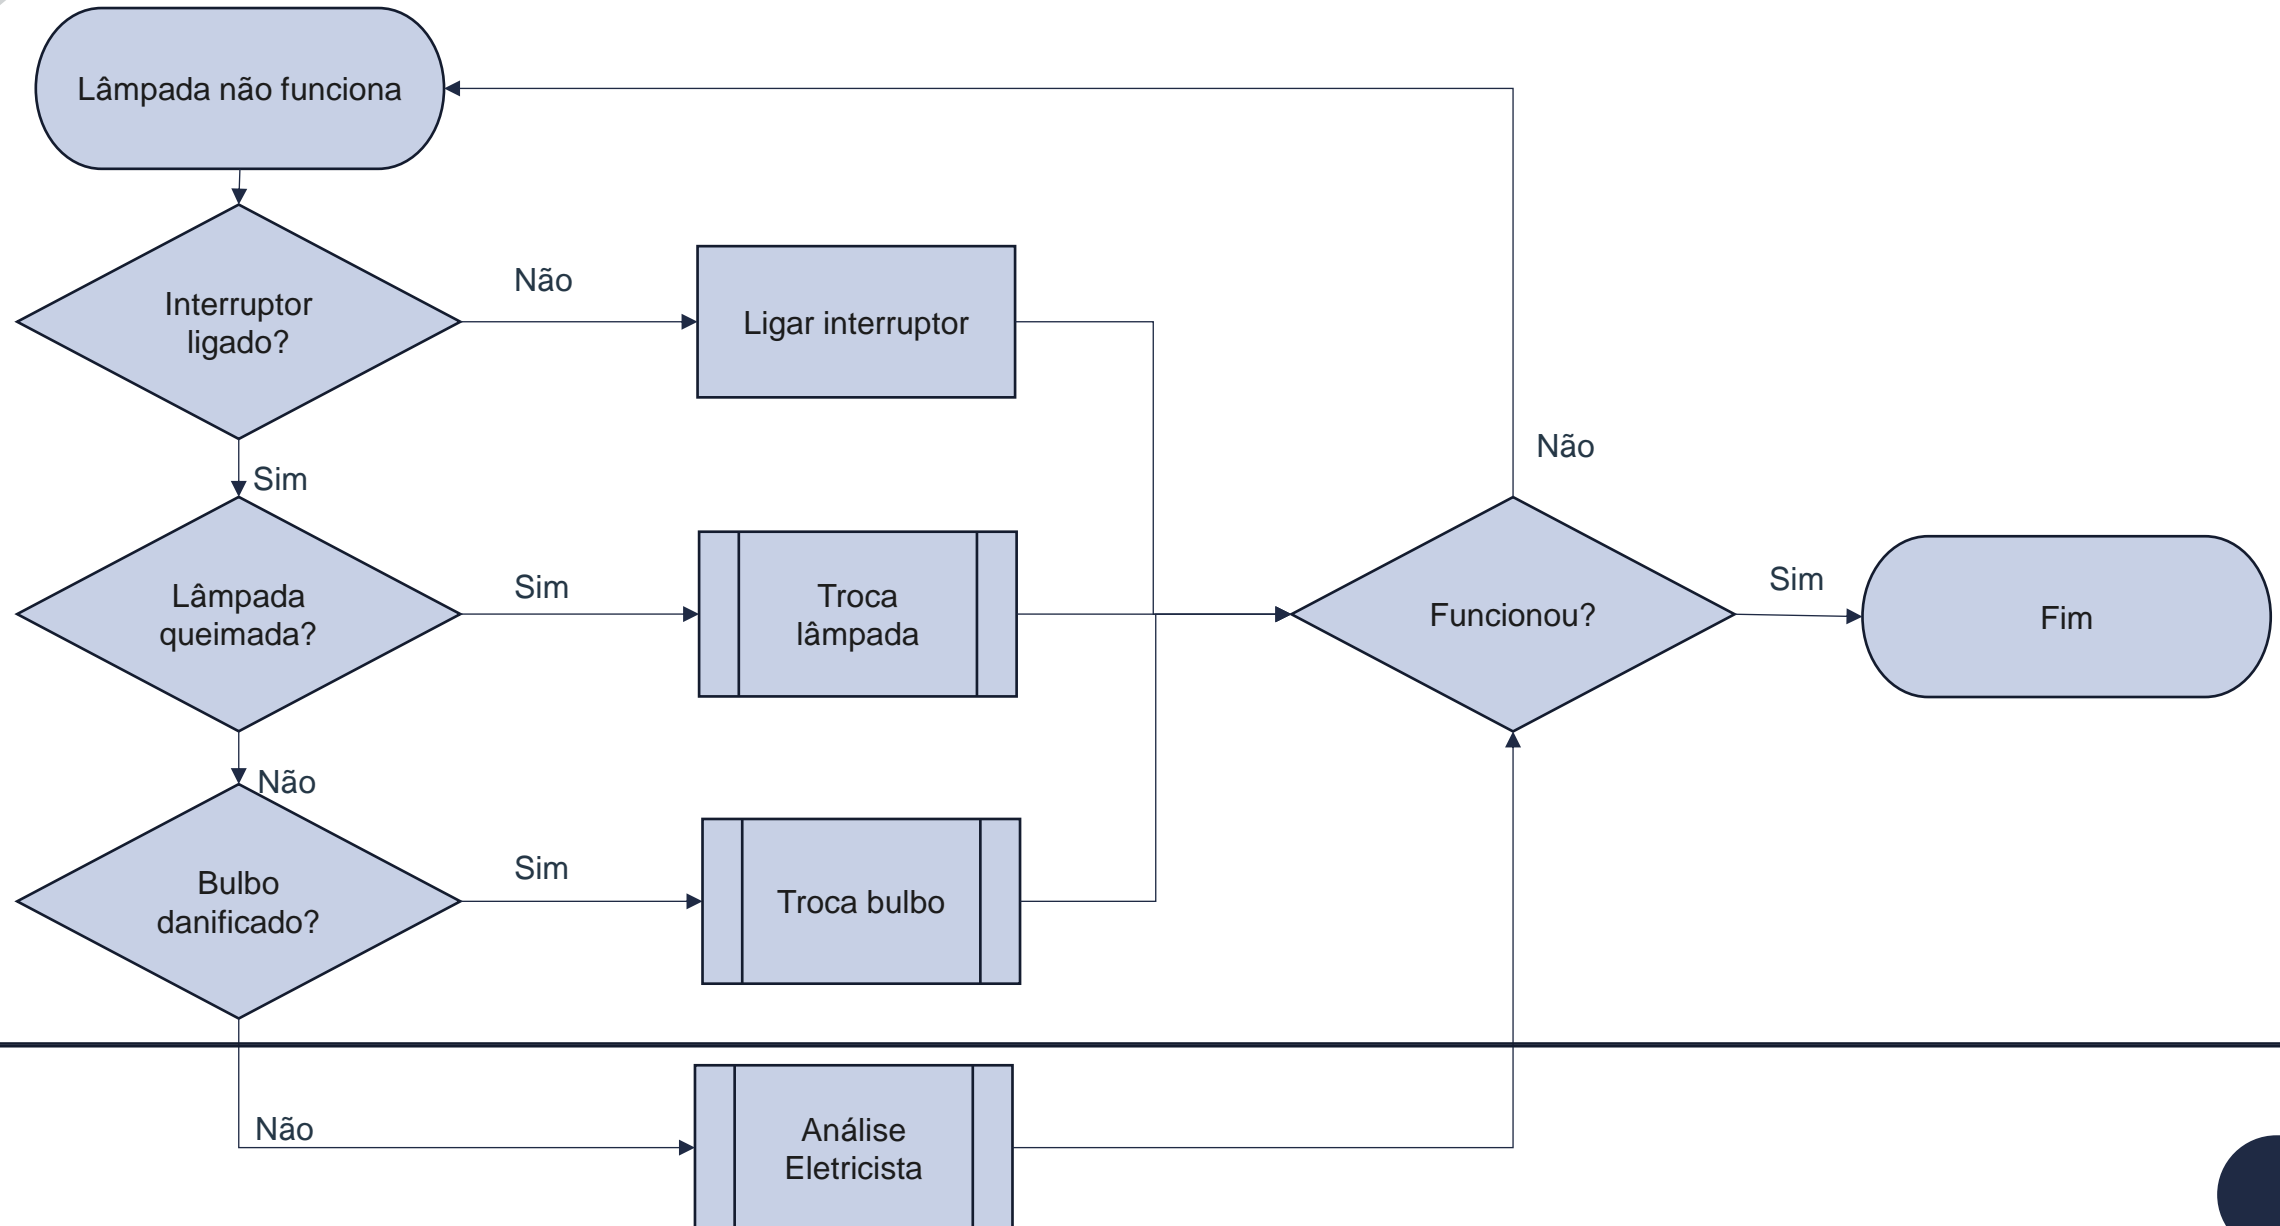 Lâmpada não funciona
Interruptor
ligado?
Não
Ligar interruptor
Sim
Lâmpada
queimada?
Sim
Troca
lâmpada
Não
Bulbo
danificado?
Sim
Troca bulbo
Não
Análise
Eletricista
Funcionou?
Não
Sim
Fim